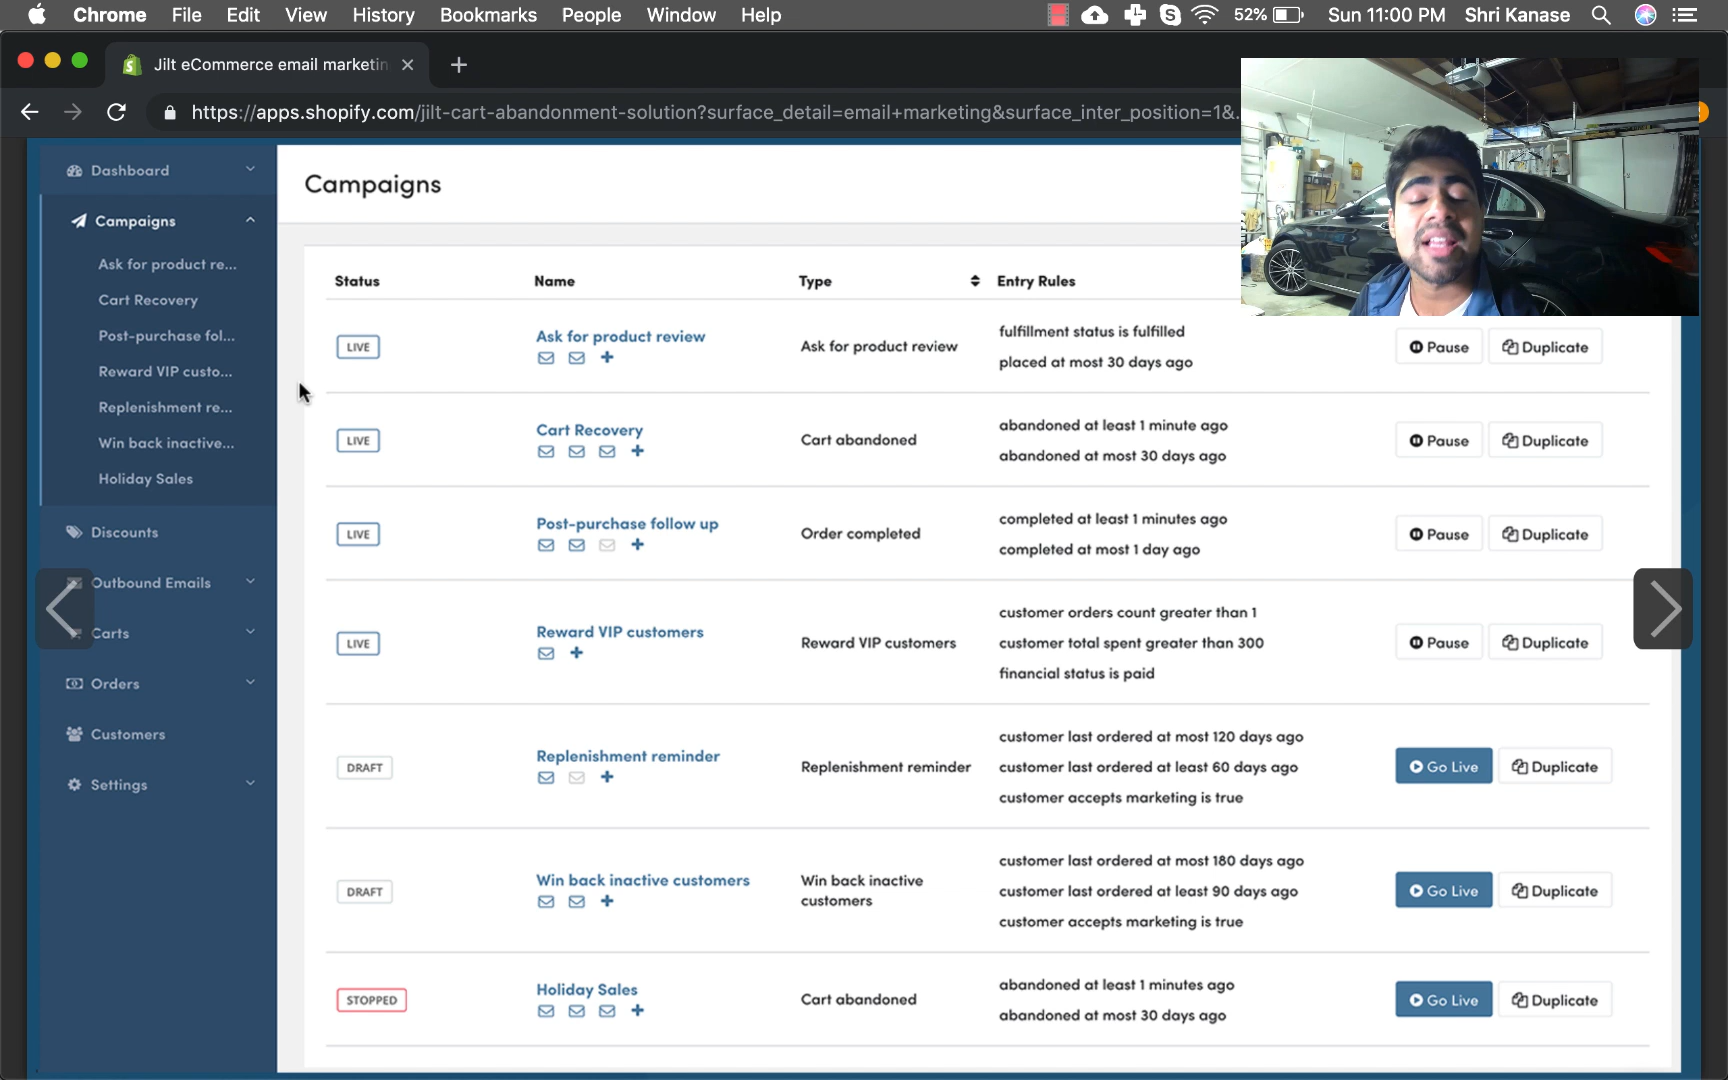 Chrome File Edit View History Bookmarks People Window Help 52% Sun 11:00 PM Shri Kanase
Jilt eCommerce email marketin
https://apps.shopify.com/jilt-cart-abandonment-solution?surface_detail=email+marketing&surface_inter_position=1&.
Dashboard
Campaigns
Ask for product re...
Cart Recovery
Post-purchase fol...
Reward VIP custo...
Replenishment re...
Win back inactive...
Holiday Sales
Discounts
Outbound Emails
Carts
Orders
Customers
Settings
Campaigns
Status Name Type Entry Rules
LIVE Ask for product review Ask for product review fulfillment status is fulfilled Pause Duplicate
placed at most 30 days ago
LIVE Cart Recovery Cart abandoned abandoned at least 1 minute ago Pause Duplicate
abandoned at most 30 days ago
LIVE Post-purchase follow up Order completed completed at least 1 minutes ago Pause Duplicate
completed at most 1 day ago
LIVE Reward VIP customers Reward VIP customers customer orders count greater than 1 Pause Duplicate
customer total spent greater than 300
financial status is paid
DRAFT Replenishment reminder Replenishment reminder customer last ordered at most 120 days ago Go Live Duplicate
customer last ordered at least 60 days ago
customer accepts marketing is true
DRAFT Win back inactive customers Win back inactive customer last ordered at most 180 days ago Go Live Duplicate
customers customer last ordered at least 90 days ago
customer accepts marketing is true
STOPPED Holiday Sales Cart abandoned abandoned at least 1 minutes ago Go Live Duplicate
abandoned at most 30 days ago